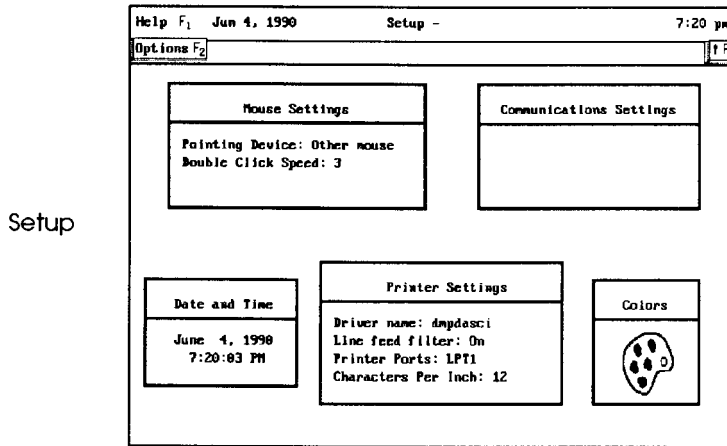 Help F1 Jun 4, 1990 Setup - 7:20 pm
Options F2 ↑ F
Mouse Settings
Pointing Device: Other mouse
Double Click Speed: 3
Communications Settings
Setup
Date and Time
June 4, 1990
7:20:03 PM
Printer Settings
Driver name: dmpdasci
Line feed filter: On
Printer Ports: LPT1
Characters Per Inch: 12
Colors